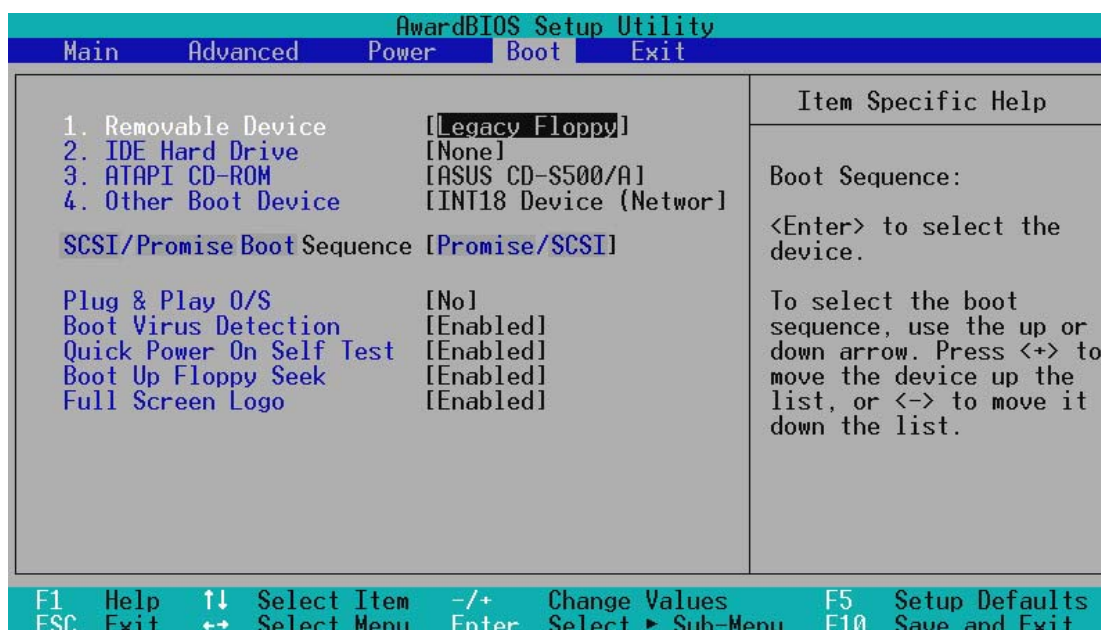 AwardBIOS Setup Utility
Main Advanced Power Boot Exit
1. Removable Device [Legacy Floppy]
2. IDE Hard Drive [None]
3. ATAPI CD-ROM [ASUS CD-S500/A]
4. Other Boot Device [INT18 Device (Networ]
SCSI/Promise Boot Sequence [Promise/SCSI]
Plug & Play O/S [No]
Boot Virus Detection [Enabled]
Quick Power On Self Test [Enabled]
Boot Up Floppy Seek [Enabled]
Full Screen Logo [Enabled]
Item Specific Help
Boot Sequence:
<Enter> to select the
device.
To select the boot
sequence, use the up or
down arrow. Press <+> to
move the device up the
list, or <-> to move it
down the list.
F1 Help ↑↓ Select Item -/+ Change Values F5 Setup Defaults
ESC Exit ←→ Select Menu Enter Select ► Sub-Menu F10 Save and Exit